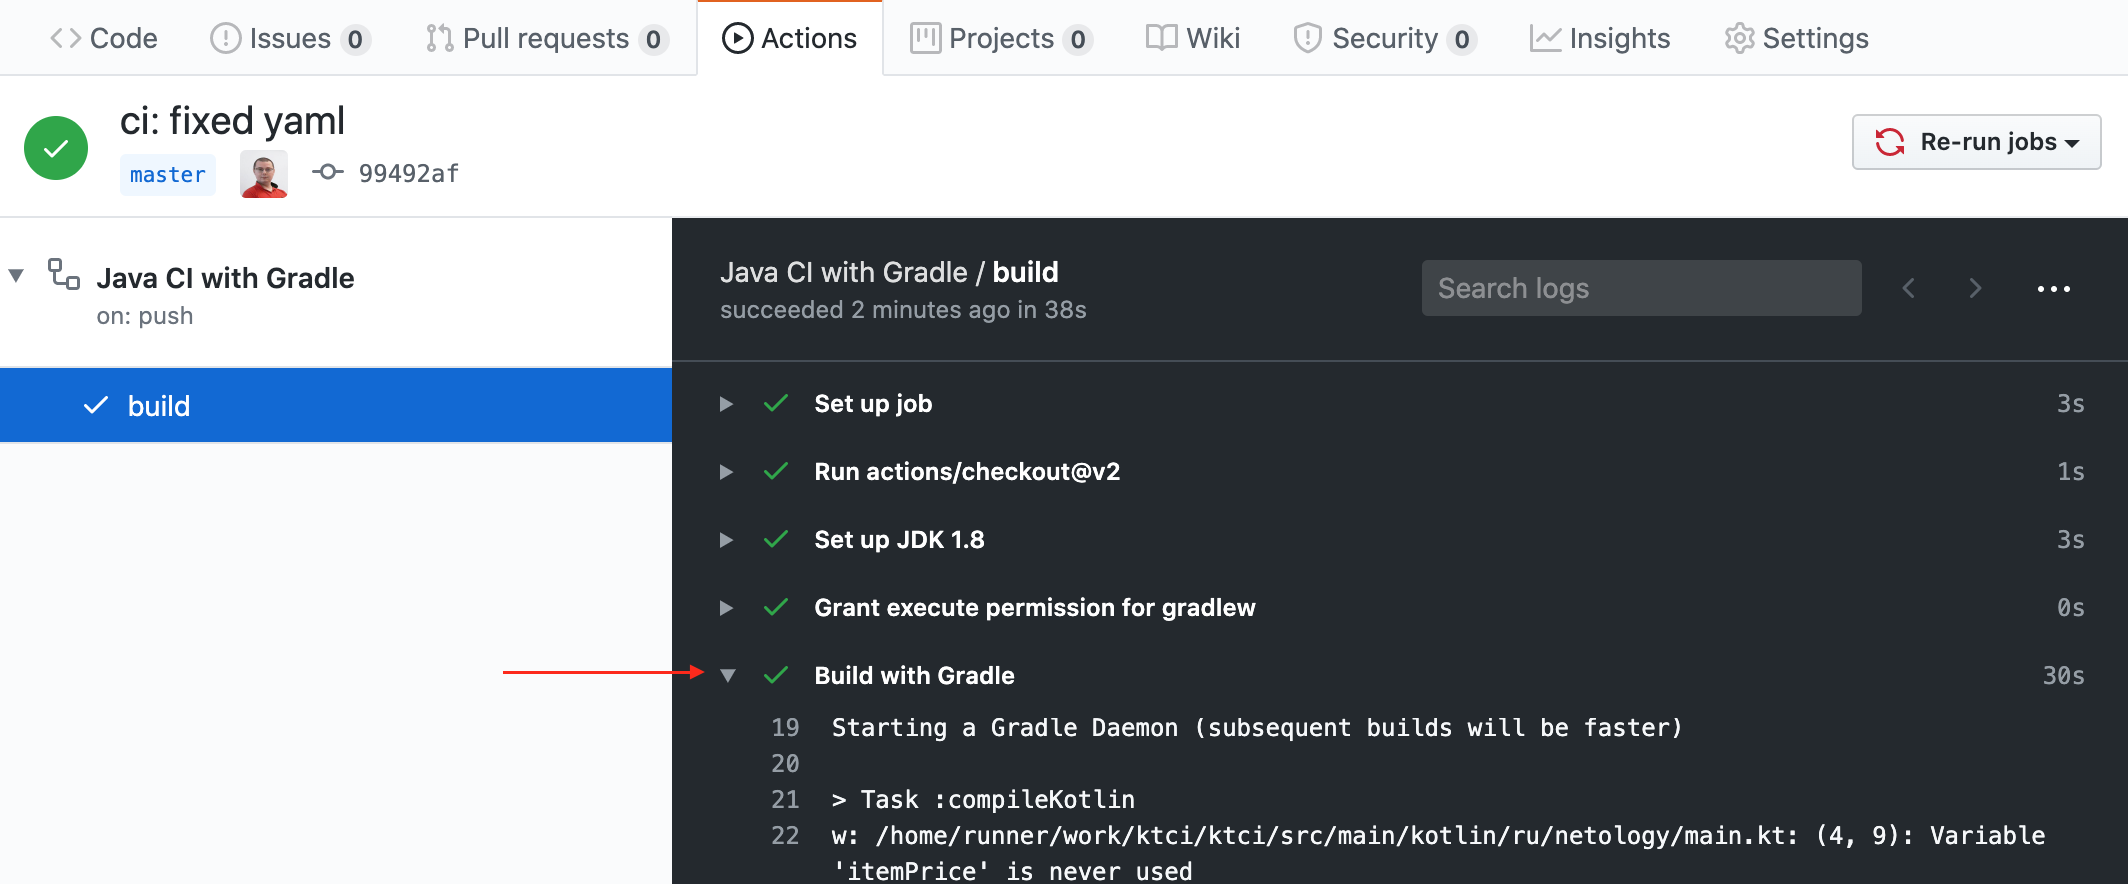 Code Issues 0 Pull requests 0 Actions Projects 0 Wiki Security 0 Insights Settings
ci: fixed yaml
master 99492af
Re-run jobs
Java CI with Gradle
on: push
build
Java CI with Gradle / build
succeeded 2 minutes ago in 38s
Search logs
Set up job 3s
Run actions/checkout@v2 1s
Set up JDK 1.8 3s
Grant execute permission for gradlew 0s
Build with Gradle 30s
19 Starting a Gradle Daemon (subsequent builds will be faster)
20
21 > Task :compileKotlin
22 w: /home/runner/work/ktci/ktci/src/main/kotlin/ru/netology/main.kt: (4, 9): Variable
'itemPrice' is never used